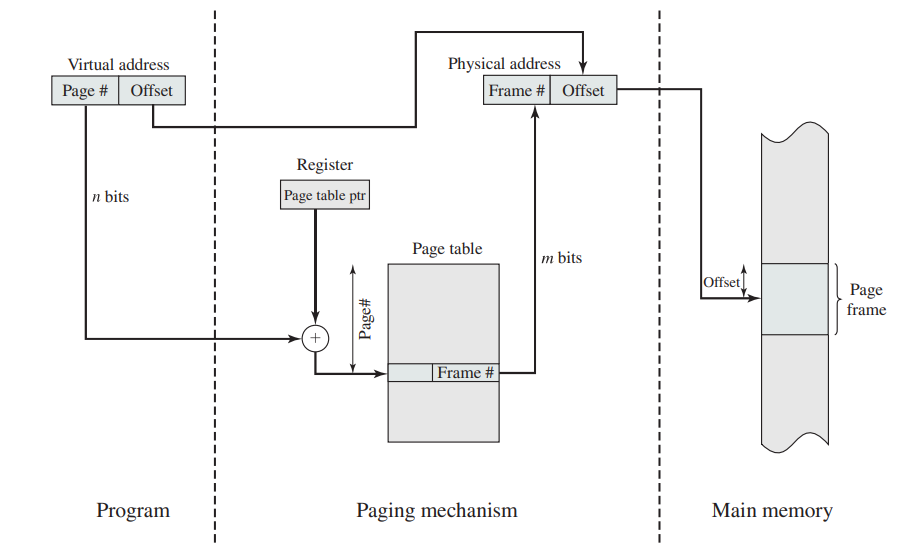 Virtual address
Page #
Offset
Physical address
Frame #
Offset
n bits
Register
Page table ptr
Page table
m bits
Page#
+
Frame #
Offset
Page
frame
Program
Paging mechanism
Main memory